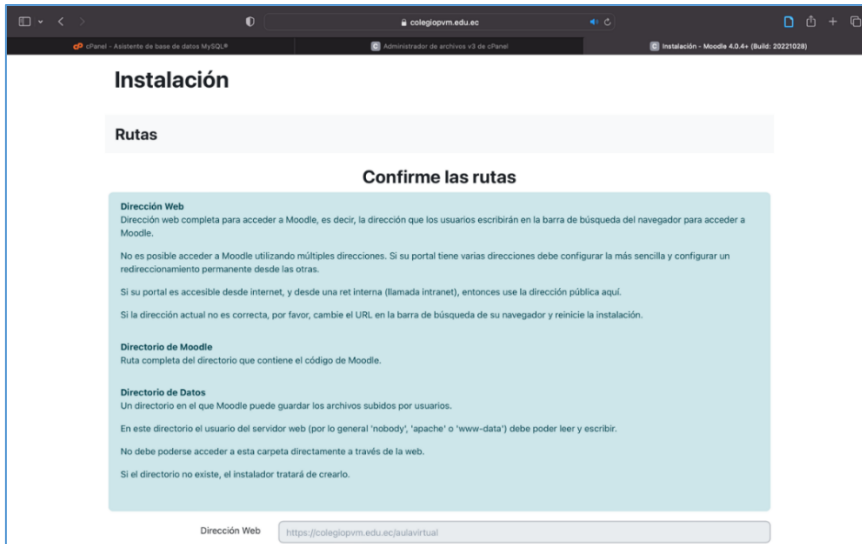 colegiopvm.edu.ec
cPanel - Asistente de base de datos MySQL®
Administrador de archivos v3 de cPanel
Instalación - Moodle 4.0.4+ (Build: 20221028)
Instalación
Rutas
Confirme las rutas
Dirección Web
Dirección web completa para acceder a Moodle, es decir, la dirección que los usuarios escribirán en la barra de búsqueda del navegador para acceder a
Moodle.
No es posible acceder a Moodle utilizando múltiples direcciones. Si su portal tiene varias direcciones debe configurar la más sencilla y configurar un
redireccionamiento permanente desde las otras.
Si su portal es accesible desde internet, y desde una ret interna (llamada intranet), entonces use la dirección pública aquí.
Si la dirección actual no es correcta, por favor, cambie el URL en la barra de búsqueda de su navegador y reinicie la instalación.
Directorio de Moodle
Ruta completa del directorio que contiene el código de Moodle.
Directorio de Datos
Un directorio en el que Moodle puede guardar los archivos subidos por usuarios.
En este directorio el usuario del servidor web (por lo general 'nobody', 'apache' o 'www-data') debe poder leer y escribir.
No debe poderse acceder a esta carpeta directamente a través de la web.
Si el directorio no existe, el instalador tratará de crearlo.
Dirección Web
https://colegiopvm.edu.ec/aulavirtual